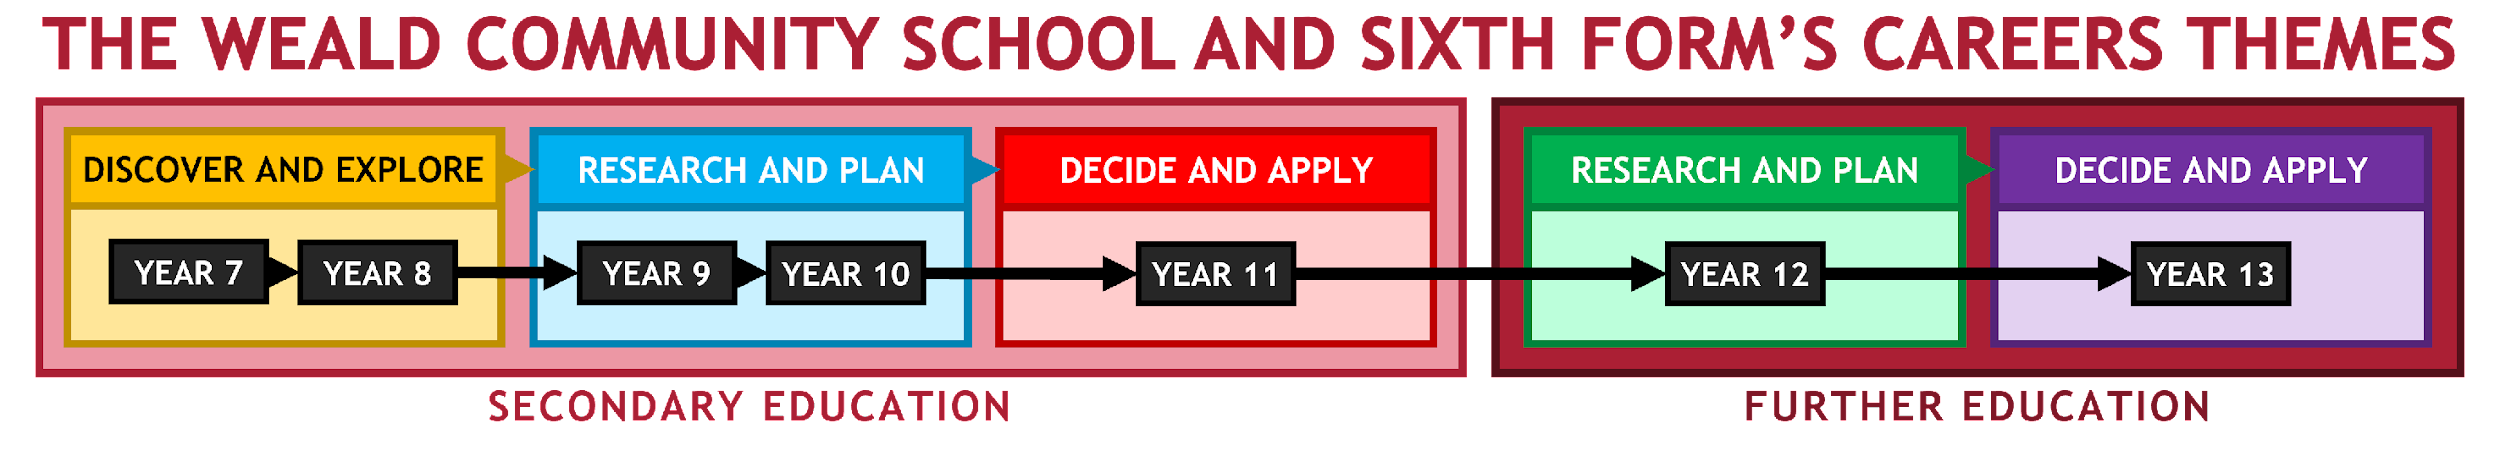 THE WEALD COMMUNITY SCHOOL AND SIXTH FORM'S CAREERS THEMES
DISCOVER AND EXPLORE
YEAR 7
YEAR 8
RESEARCH AND PLAN
YEAR 9
YEAR 10
DECIDE AND APPLY
YEAR 11
SECONDARY EDUCATION
RESEARCH AND PLAN
YEAR 12
DECIDE AND APPLY
YEAR 13
FURTHER EDUCATION